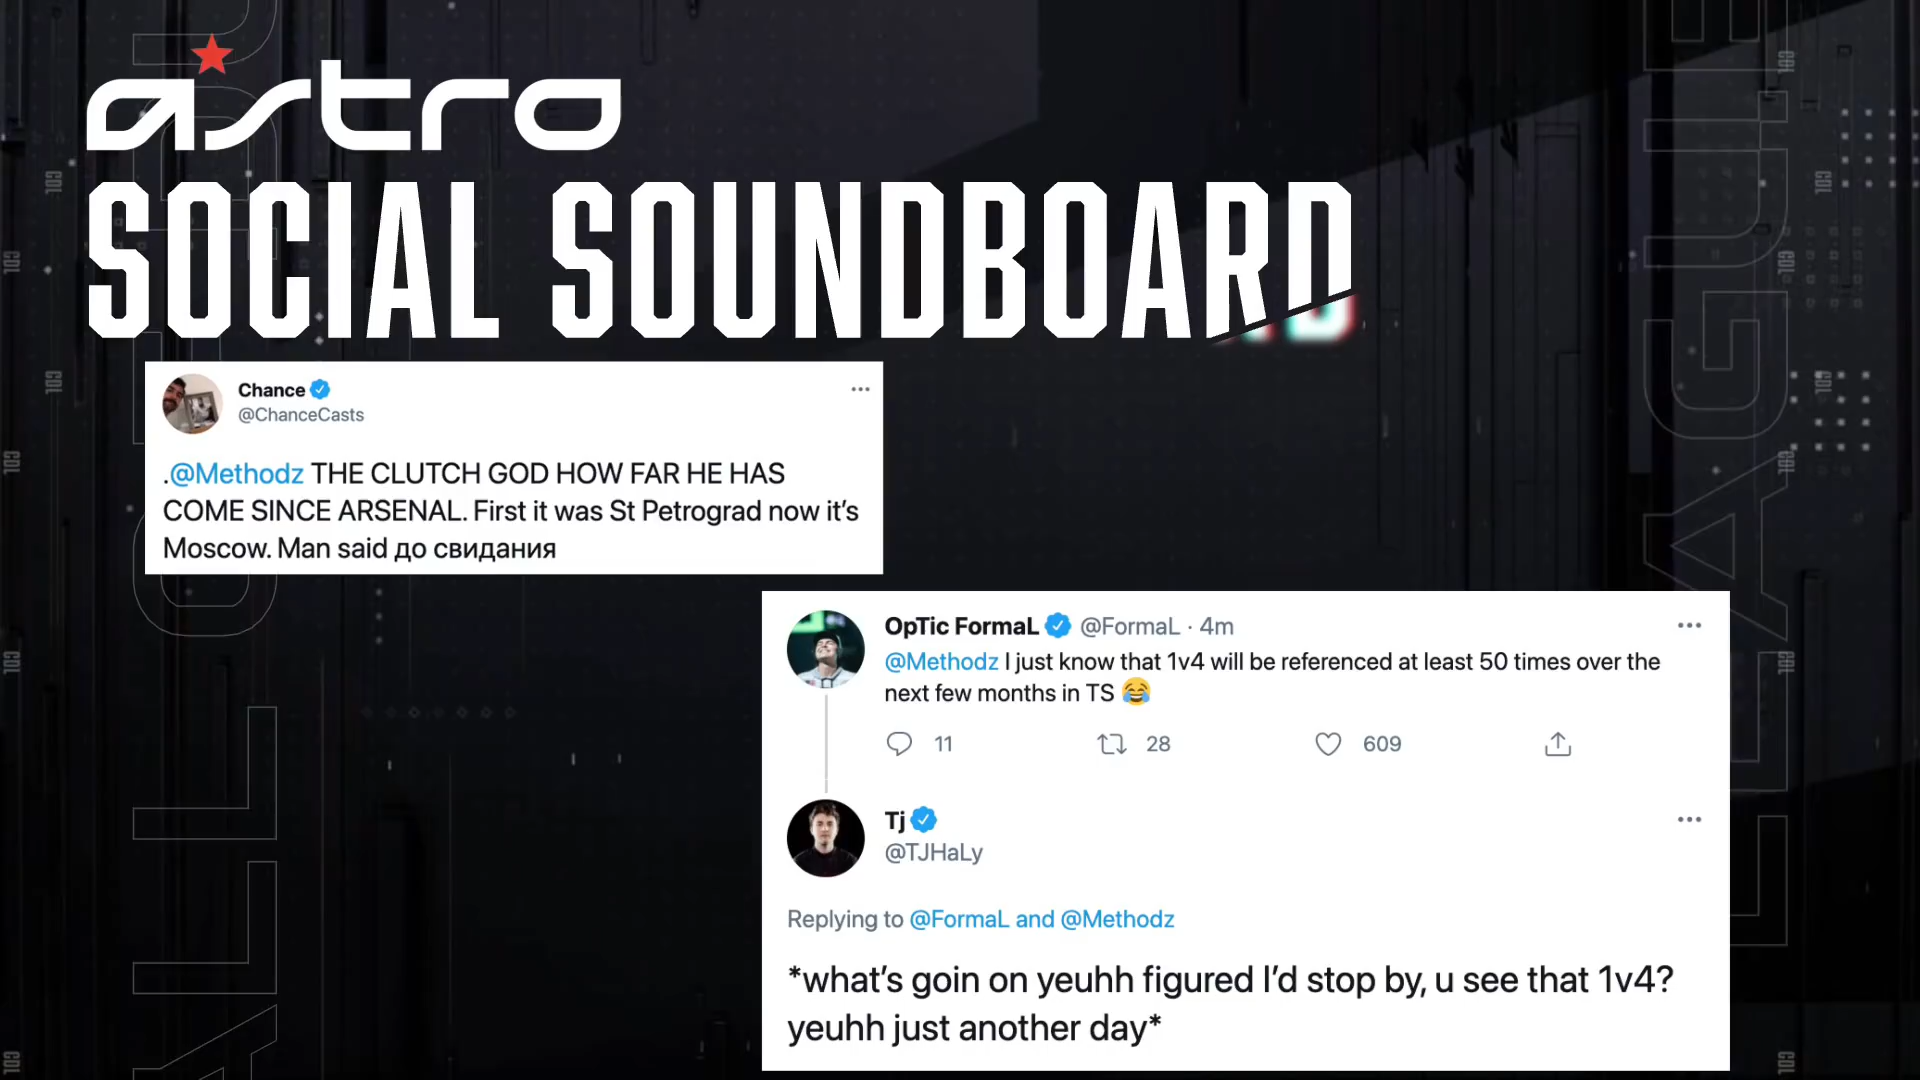 astro
SOCIAL SOUNDBOARD
Chance
@ChanceCasts
.@Methodz THE CLUTCH GOD HOW FAR HE HAS
COME SINCE ARSENAL. First it was St Petrograd now it’s
Moscow. Man said до свидания
OpTic FormaL @FormaL · 4m
@Methodz I just know that 1v4 will be referenced at least 50 times over the
next few months in TS 😂
11 28 609
Tj
@TJHaLy
Replying to @FormaL and @Methodz
*what’s goin on yeuhh figured I’d stop by, u see that 1v4?
yeuhh just another day*